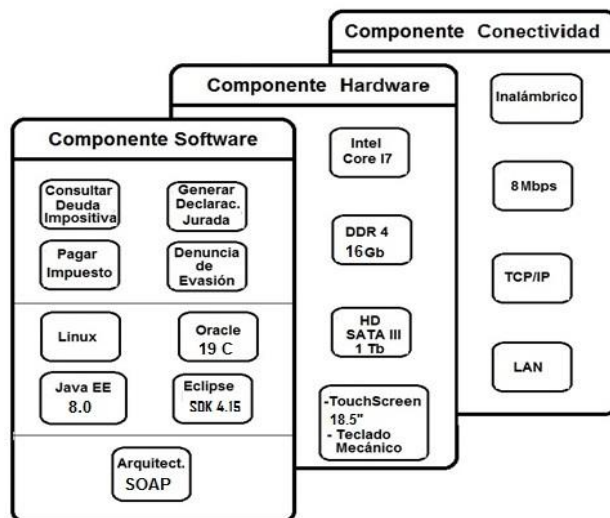 Componente Conectividad
Inalámbrico
8Mbps
TCP/IP
LAN
Componente Hardware
Intel
Core I7
DDR 4
16Gb
HD
SATA III
1 Tb
-TouchScreen
18.5"
- Teclado
Mecánico
Componente Software
Consultar
Deuda
Impositiva
Generar
Declarac.
Jurada
Pagar
Impuesto
Denuncia
de
Evasión
Linux
Oracle
19 C
Java EE
8.0
Eclipse
SDK 4.15
Arquitect.
SOAP